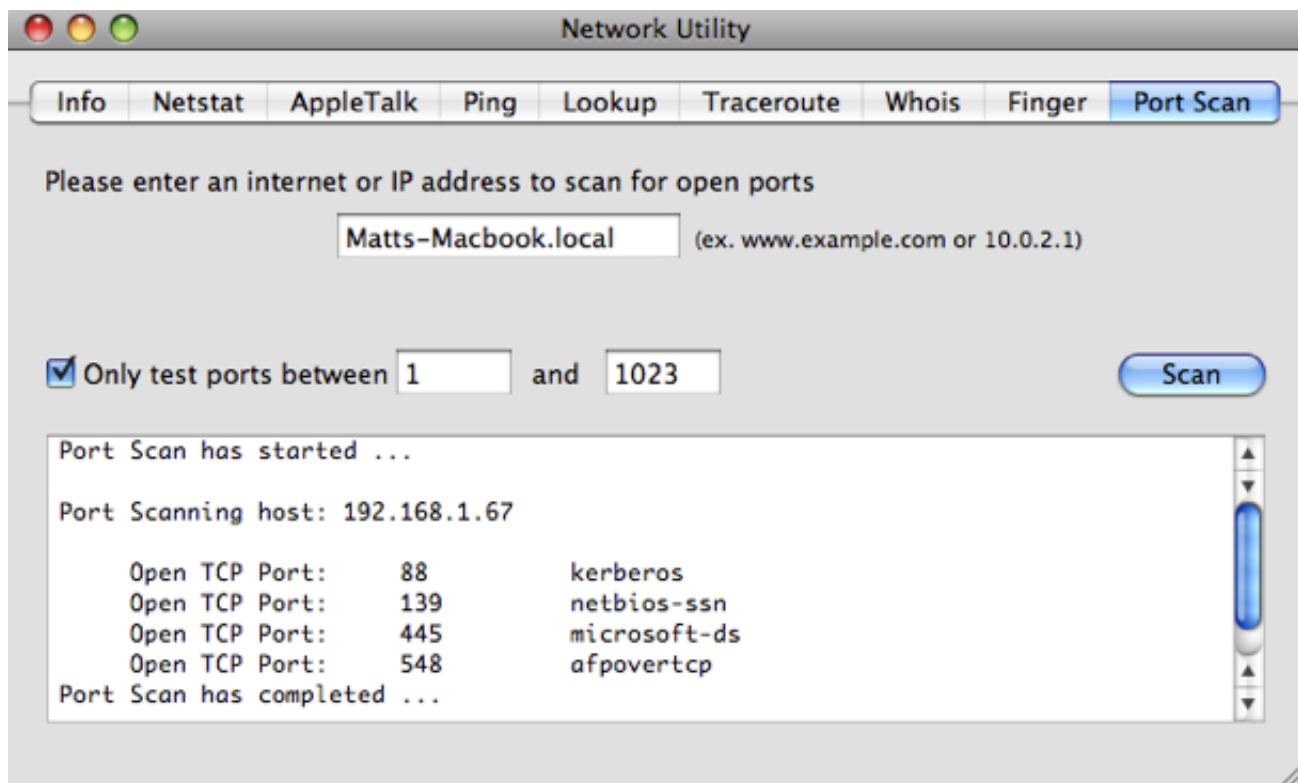 Network Utility
Info Netstat AppleTalk Ping Lookup Traceroute Whois Finger Port Scan
Please enter an internet or IP address to scan for open ports
Matts-Macbook.local (ex. www.example.com or 10.0.2.1)
Only test ports between 1 and 1023 Scan
Port Scan has started ...
Port Scanning host: 192.168.1.67
Open TCP Port: 88 kerberos
Open TCP Port: 139 netbios-ssn
Open TCP Port: 445 microsoft-ds
Open TCP Port: 548 afpovertcp
Port Scan has completed ...